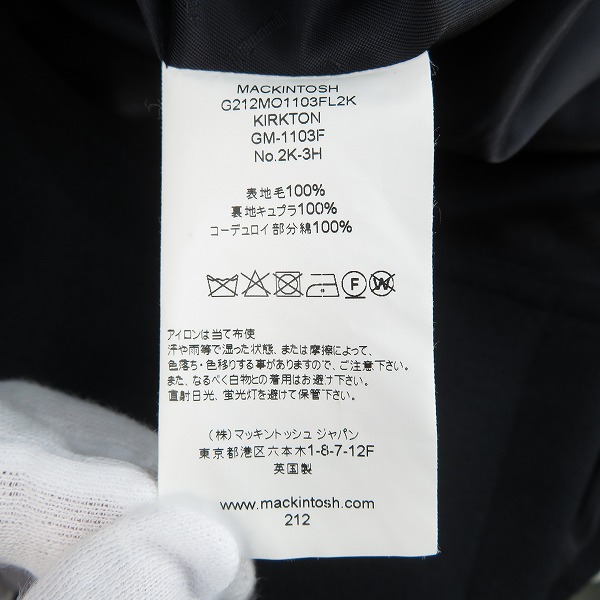 MACKINTOSH
G212MO1103FL2K
KIRKTON
GM-1103F
No.2K-3H
表地毛100%
裏地キュプラ100%
コーデュロイ部分綿100%
F
W
アイロンは当て布使
汗や雨等で湿った状態、または摩擦によって、
色落ち・色移りする事がありますので、ご注意下さい。
また、なるべく白物との着用はお避け下さい。
直射日光、蛍光灯を避けて保管下さい。
(株)マッキントッシュ ジャパン
東京都港区六本木1-8-7-12F
英国製
www.mackintosh.com
212